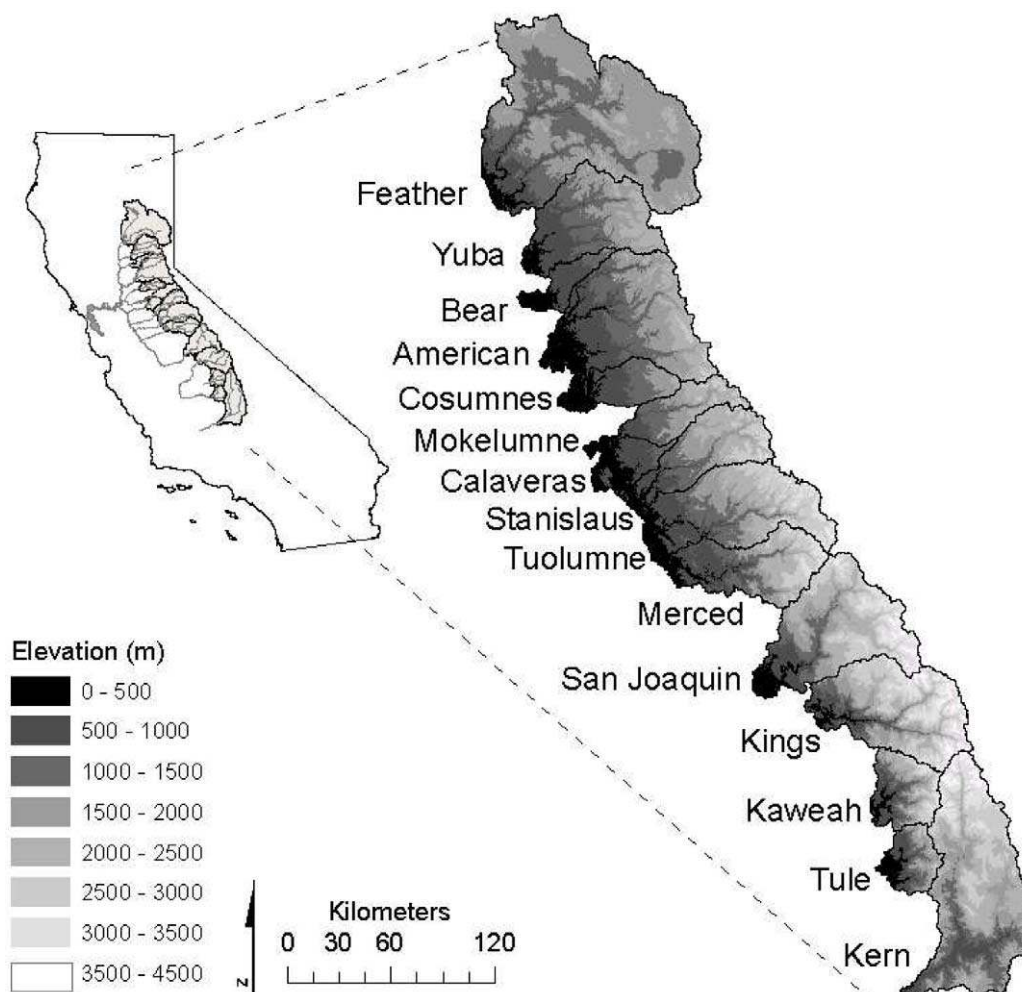 Feather
Yuba
Bear
American
Cosumnes
Mokelumne
Calaveras
Stanislaus
Tuolumne
Merced
San Joaquin
Kings
Kaweah
Tule
Kern
Elevation (m)
0 - 500
500 - 1000
1000 - 1500
1500 - 2000
2000 - 2500
2500 - 3000
3000 - 3500
3500 - 4500
N
Kilometers
0 30 60 120